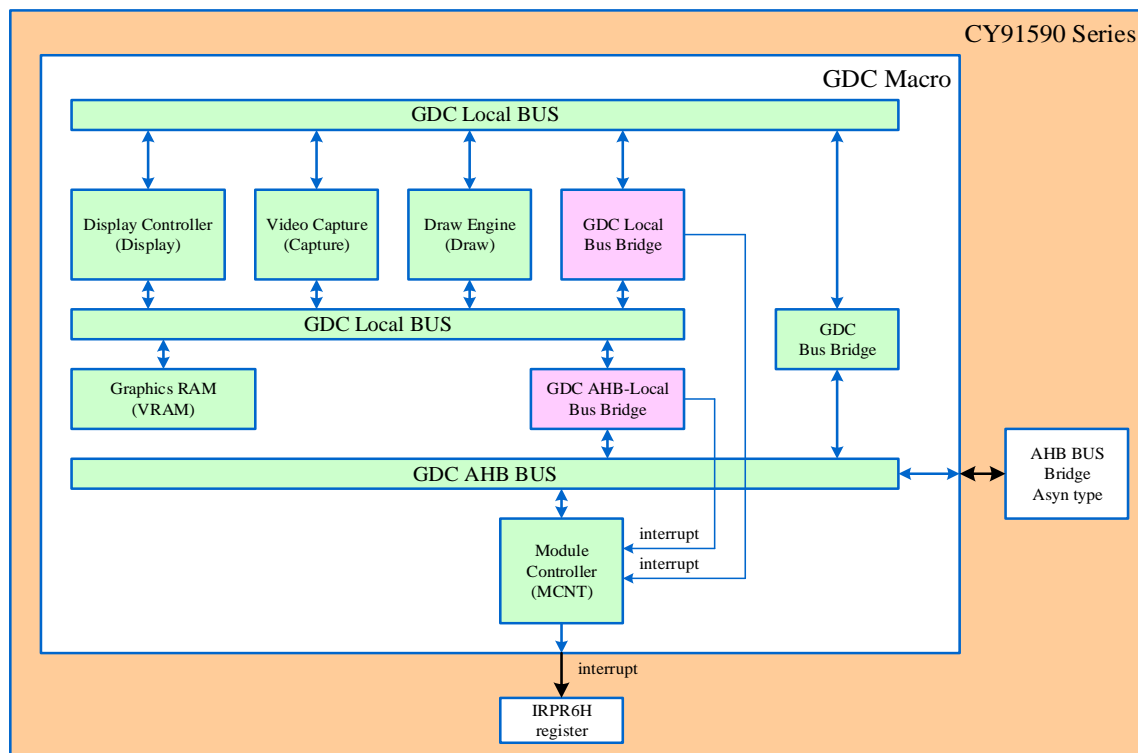 CY91590 Series
GDC Macro
GDC Local BUS
Display Controller
(Display)
Video Capture
(Capture)
Draw Engine
(Draw)
GDC Local
Bus Bridge
GDC Local BUS
GDC
Bus Bridge
Graphics RAM
(VRAM)
GDC AHB-Local
Bus Bridge
GDC AHB BUS
AHB BUS
Bridge
Asyn type
Module
Controller
(MCNT)
interrupt
interrupt
interrupt
IRPR6H
register